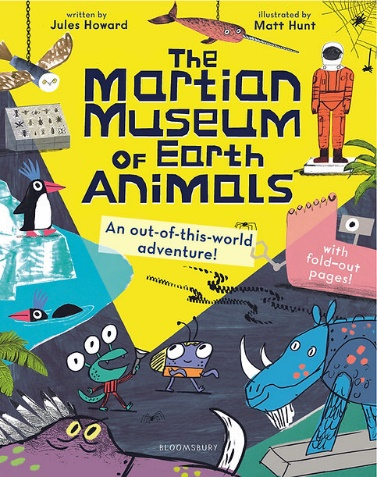 written by
Jules Howard
illustrated by
Matt Hunt
The
Martian
Museum
OF Earth
Animals
An out-of-this-world
adventure!
with
fold-out
pages!
BLOOMSBURY